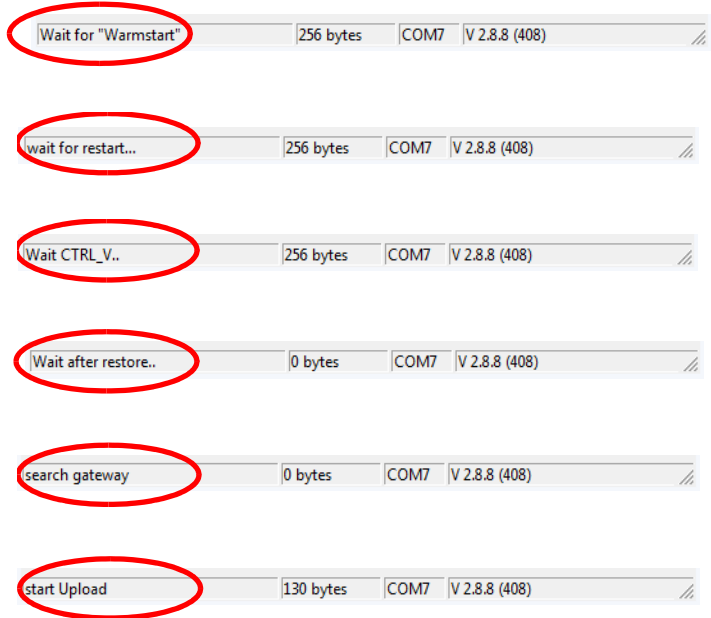 Wait for "Warmstart" 256 bytes COM7 V 2.8.8 (408)
wait for restart... 256 bytes COM7 V 2.8.8 (408)
Wait CTRL_V.. 256 bytes COM7 V 2.8.8 (408)
Wait after restore.. 0 bytes COM7 V 2.8.8 (408)
search gateway 0 bytes COM7 V 2.8.8 (408)
start Upload 130 bytes COM7 V 2.8.8 (408)